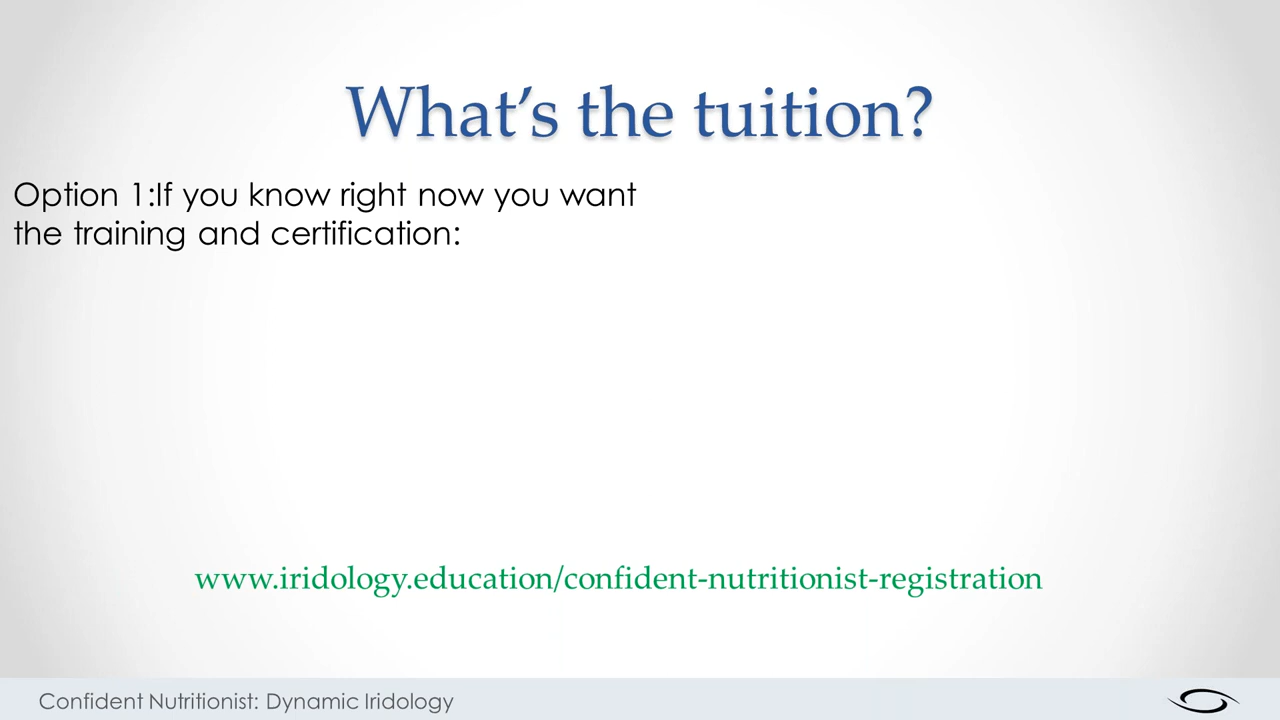 What's the tuition?
Option 1:If you know right now you want
the training and certification:
www.iridology.education/confident-nutritionist-registration
Confident Nutritionist: Dynamic Iridology